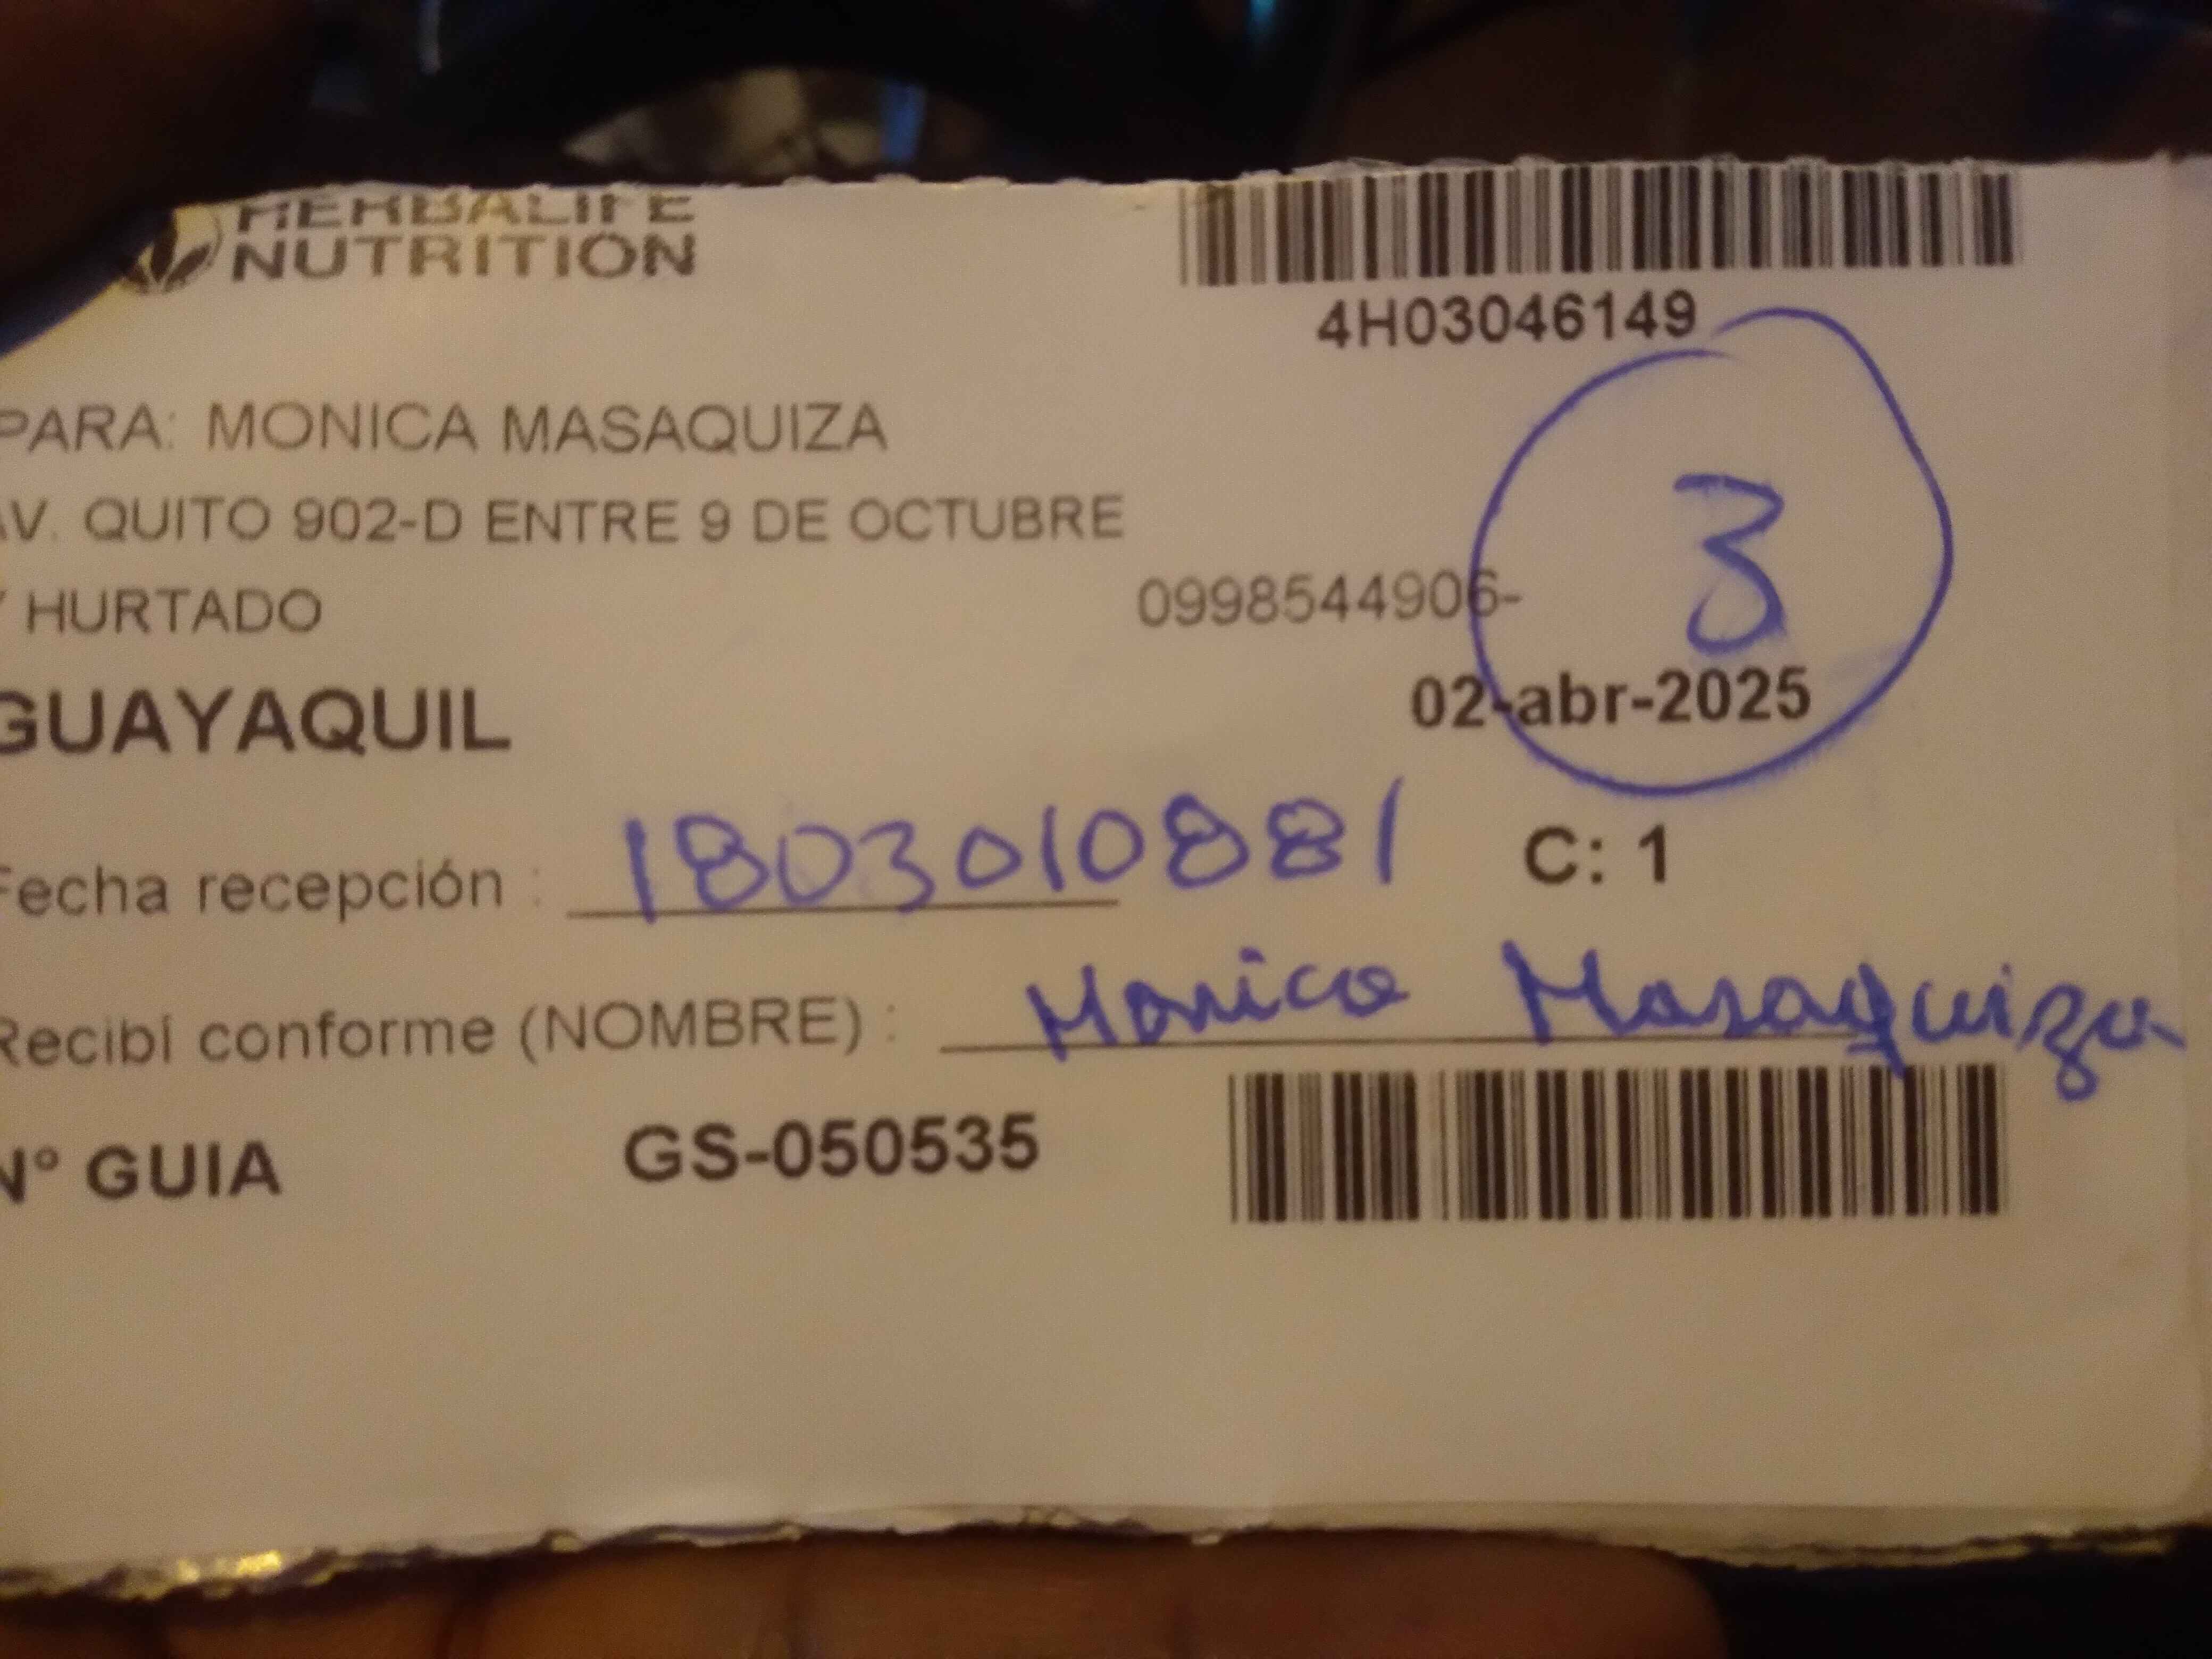 HERBALIFE
NUTRITION
4H03046149
PARA: MONICA MASAQUIZA
3
AV. QUITO 902-D ENTRE 9 DE OCTUBRE
Y HURTADO 0998544906-
GUAYAQUIL 02-abr-2025
Fecha recepción : 1803010881 C: 1
Recibí conforme (NOMBRE) : Monica Masaquiza
N° GUIA GS-050535